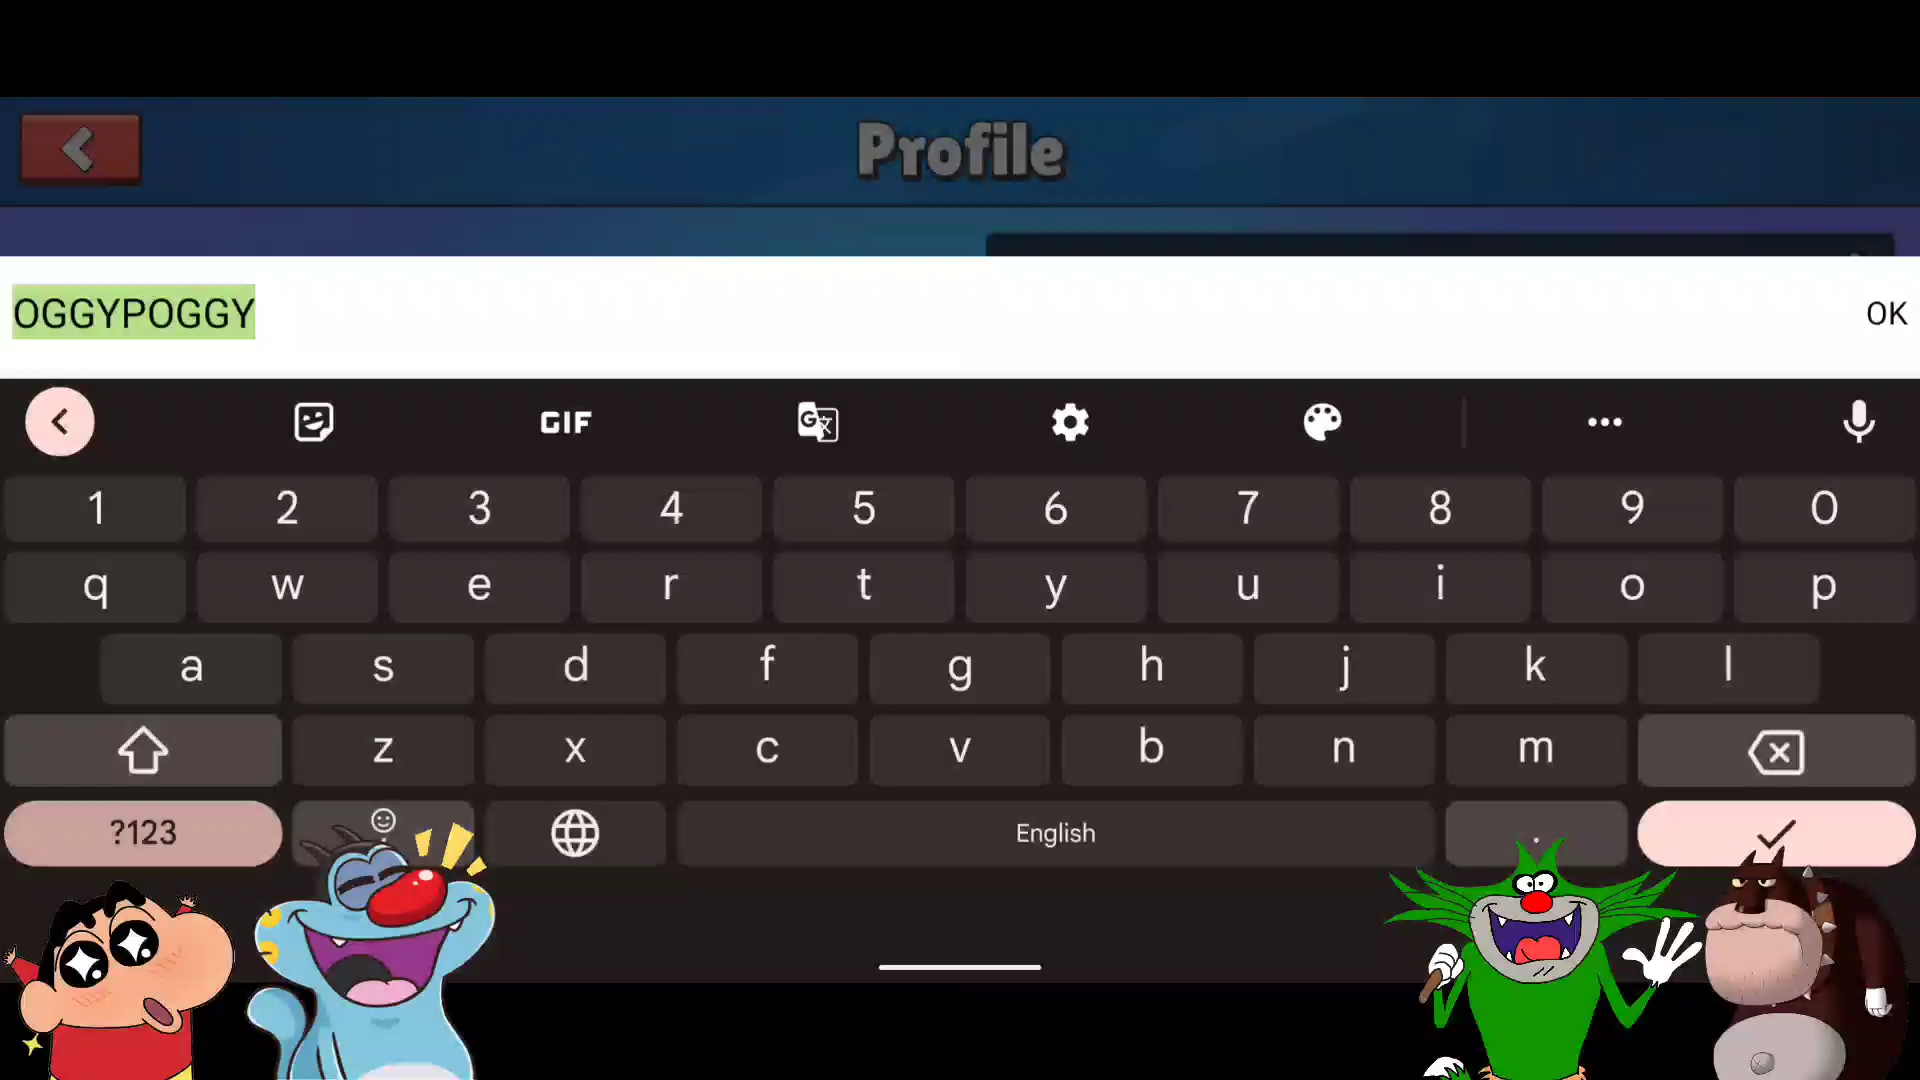 Profile
OGGYPOGGY
OK
GIF
G
1 2 3 4 5 6 7 8 9 0
q w e r t y u i o p
a s d f g h j k l
z x c v b n m
?123
English
.